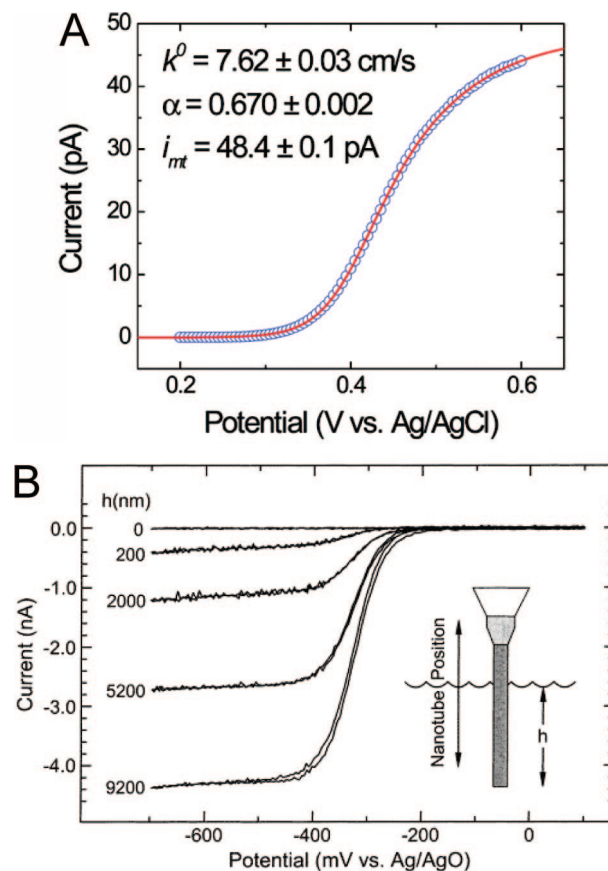 A
k⁰ = 7.62 ± 0.03 cm/s
α = 0.670 ± 0.002
i_mt = 48.4 ± 0.1 pA
50
40
30
20
10
0
Current (pA)
0.2 0.4 0.6
Potential (V vs. Ag/AgCl)
B
h(nm)
0
200
2000
5200
9200
0.0
-1.0
-2.0
-3.0
-4.0
Current (nA)
Nanotube Position
h
-600 -400 -200 0
Potential (mV vs. Ag/AgO)